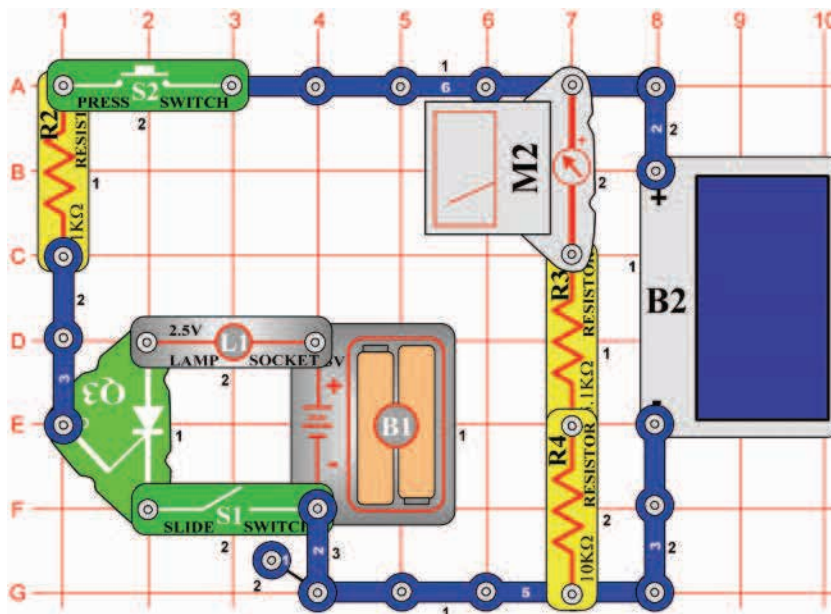 1 2 3 4 5 6 7 8 9 10
A
B
C
D
E
F
G
S2
PRESS SWITCH
2
1
6
R2
RESIST
1KΩ
1
2
3
M2
+
2
2
2
B2
+
-
1
R3
RESISTOR
.1KΩ
1
R4
RESISTOR
10KΩ
2
2.5V
L1
LAMP SOCKET
2
V
Q3
1
B1
+
-
1
S1
SLIDE SWITCH
2
2
3
1
2
5
1
3
2